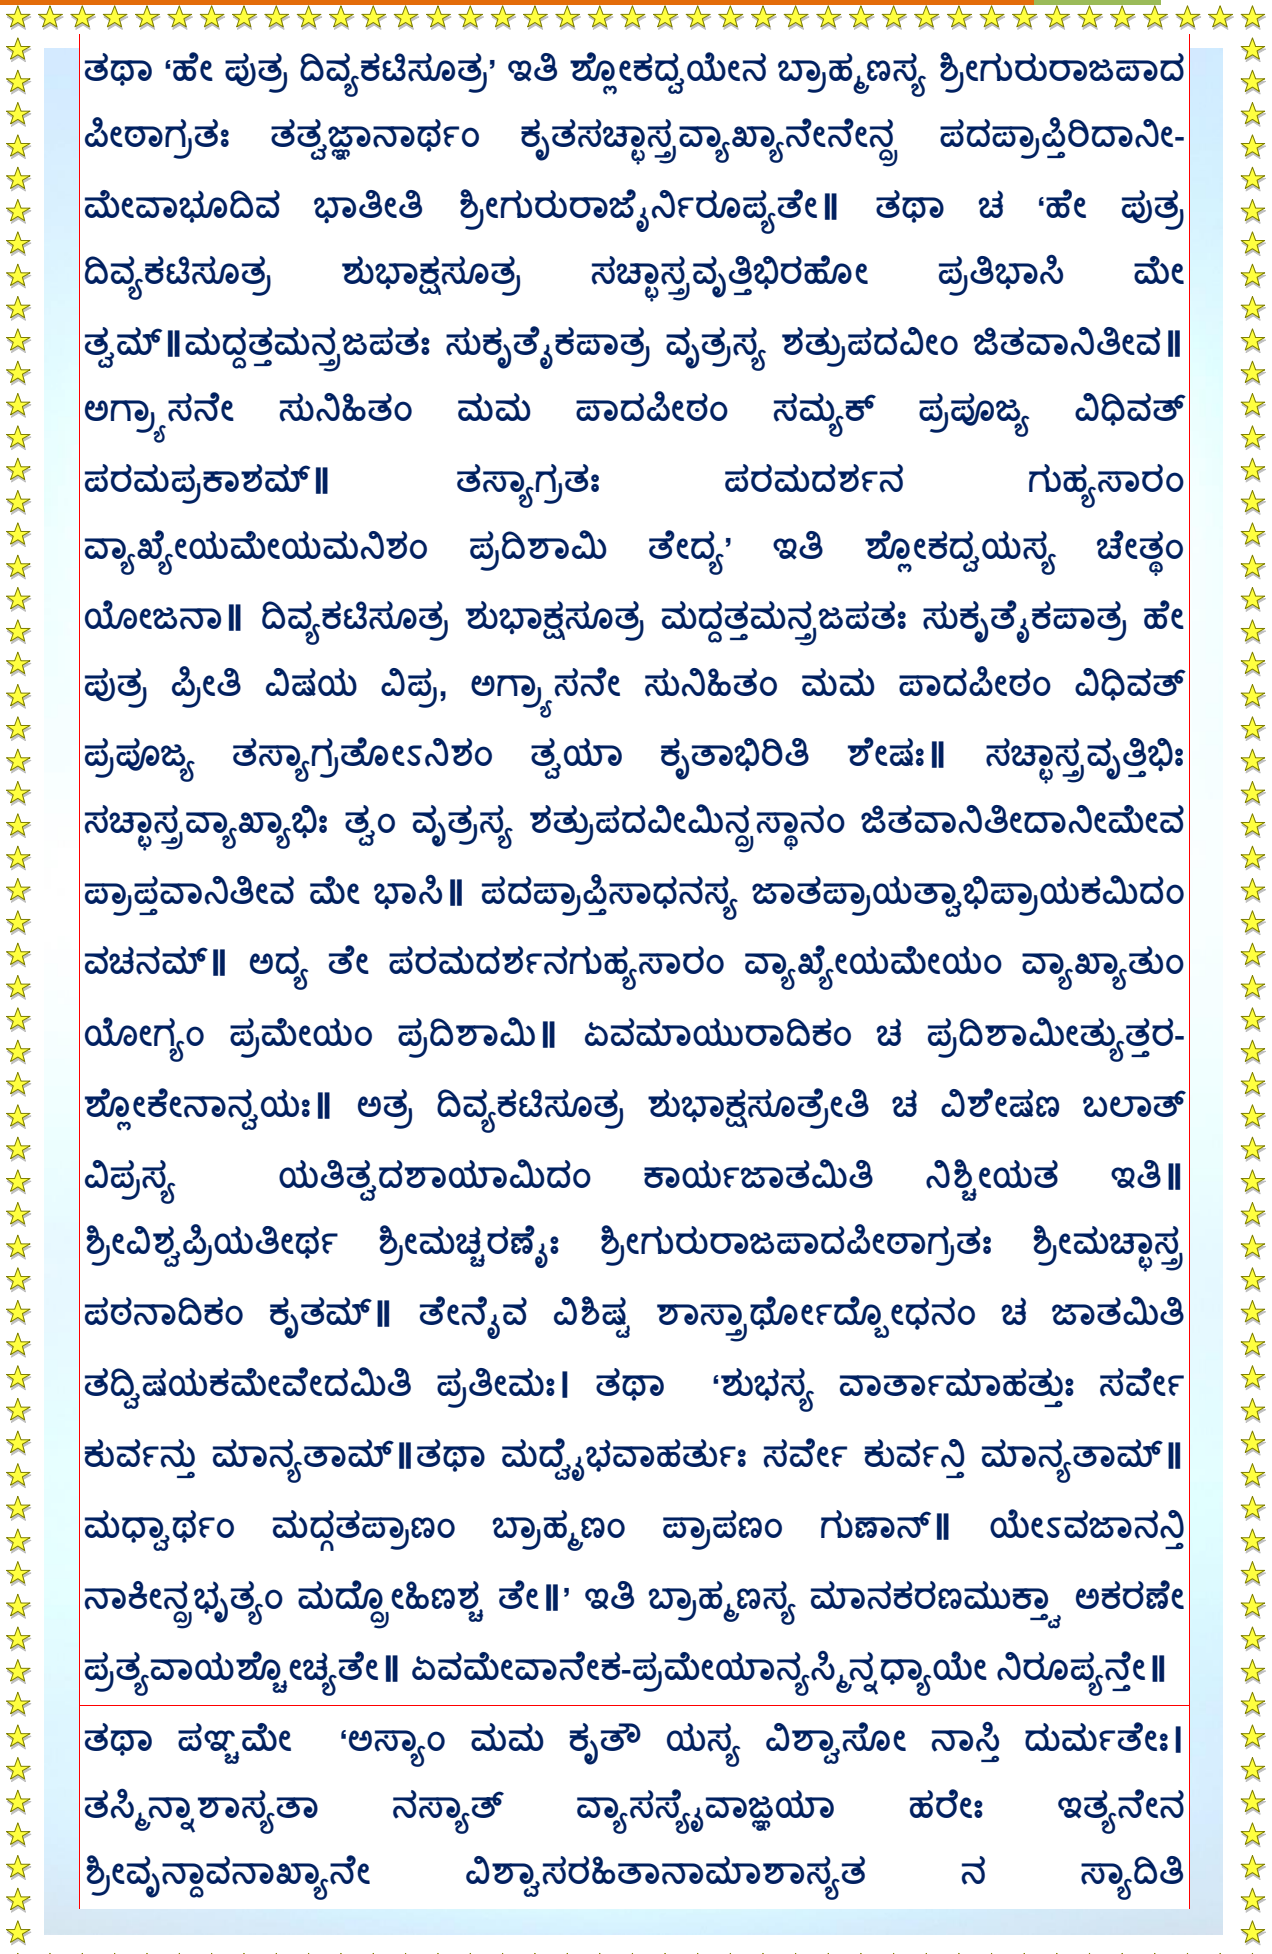 ತಥಾ ‘ಹೇ ಪುತ್ರ ದಿವ್ಯಕಟಿಸೂತ್ರ’ ಇತಿ ಶ್ಲೋಕದ್ವಯೇನ ಬ್ರಾಹ್ಮಣಸ್ಯ ಶ್ರೀಗುರುರಾಜಪಾದ
ಪೀಠಾಗ್ರತಃ ತತ್ವಜ್ಞಾನಾರ್ಥಂ ಕೃತಸಚ್ಛಾಸ್ತ್ರವ್ಯಾಖ್ಯಾನೇನೇನ್ದ್ರ ಪದಪ್ರಾಪ್ತಿರಿದಾನೀ-
ಮೇವಾಭೂದಿವ ಭಾತೀತಿ ಶ್ರೀಗುರುರಾಜೈರ್ನಿರೂಪ್ಯತೇ॥ ತಥಾ ಚ ‘ಹೇ ಪುತ್ರ
ದಿವ್ಯಕಟಿಸೂತ್ರ ಶುಭಾಕ್ಷಸೂತ್ರ ಸಚ್ಛಾಸ್ತ್ರವೃತ್ತಿಭಿರಹೋ ಪ್ರತಿಭಾಸಿ ಮೇ
ತ್ವಮ್॥ಮದ್ದತ್ತಮನ್ತ್ರಜಪತಃ ಸುಕೃತೈಕಪಾತ್ರ ವೃತ್ರಸ್ಯ ಶತ್ರುಪದವೀಂ ಜಿತವಾನಿತೀವ॥
ಅಗ್ರ್ಯಾಸನೇ ಸುನಿಹಿತಂ ಮಮ ಪಾದಪೀಠಂ ಸಮ್ಯಕ್ ಪ್ರಪೂಜ್ಯ ವಿಧಿವತ್
ಪರಮಪ್ರಕಾಶಮ್॥ ತಸ್ಯಾಗ್ರತಃ ಪರಮದರ್ಶನ ಗುಹ್ಯಸಾರಂ
ವ್ಯಾಖ್ಯೇಯಮೇಯಮನಿಶಂ ಪ್ರದಿಶಾಮಿ ತೇದ್ಯ’ ಇತಿ ಶ್ಲೋಕದ್ವಯಸ್ಯ ಚೇತ್ಥಂ
ಯೋಜನಾ॥ ದಿವ್ಯಕಟಿಸೂತ್ರ ಶುಭಾಕ್ಷಸೂತ್ರ ಮದ್ದತ್ತಮನ್ತ್ರಜಪತಃ ಸುಕೃತೈಕಪಾತ್ರ ಹೇ
ಪುತ್ರ ಪ್ರೀತಿ ವಿಷಯ ವಿಪ್ರ, ಅಗ್ರ್ಯಾಸನೇ ಸುನಿಹಿತಂ ಮಮ ಪಾದಪೀಠಂ ವಿಧಿವತ್
ಪ್ರಪೂಜ್ಯ ತಸ್ಯಾಗ್ರತೋಽನಿಶಂ ತ್ವಯಾ ಕೃತಾಭಿರಿತಿ ಶೇಷಃ॥ ಸಚ್ಛಾಸ್ತ್ರವೃತ್ತಿಭಿಃ
ಸಚ್ಛಾಸ್ತ್ರವ್ಯಾಖ್ಯಾಭಿಃ ತ್ವಂ ವೃತ್ರಸ್ಯ ಶತ್ರುಪದವೀಮಿನ್ದ್ರಸ್ಥಾನಂ ಜಿತವಾನಿತೀದಾನೀಮೇವ
ಪ್ರಾಪ್ತವಾನಿತೀವ ಮೇ ಭಾಸಿ॥ ಪದಪ್ರಾಪ್ತಿಸಾಧನಸ್ಯ ಜಾತಪ್ರಾಯತ್ವಾಭಿಪ್ರಾಯಕಮಿದಂ
ವಚನಮ್॥ ಅದ್ಯ ತೇ ಪರಮದರ್ಶನಗುಹ್ಯಸಾರಂ ವ್ಯಾಖ್ಯೇಯಮೇಯಂ ವ್ಯಾಖ್ಯಾತುಂ
ಯೋಗ್ಯಂ ಪ್ರಮೇಯಂ ಪ್ರದಿಶಾಮಿ॥ ಏವಮಾಯುರಾದಿಕಂ ಚ ಪ್ರದಿಶಾಮೀತ್ಯುತ್ತರ-
ಶ್ಲೋಕೇನಾನ್ವಯಃ॥ ಅತ್ರ ದಿವ್ಯಕಟಿಸೂತ್ರ ಶುಭಾಕ್ಷಸೂತ್ರೇತಿ ಚ ವಿಶೇಷಣ ಬಲಾತ್
ವಿಪ್ರಸ್ಯ ಯತಿತ್ವದಶಾಯಾಮಿದಂ ಕಾರ್ಯಜಾತಮಿತಿ ನಿಶ್ಚೀಯತ ಇತಿ॥
ಶ್ರೀವಿಶ್ವಪ್ರಿಯತೀರ್ಥ ಶ್ರೀಮಚ್ಚರಣೈಃ ಶ್ರೀಗುರುರಾಜಪಾದಪೀಠಾಗ್ರತಃ ಶ್ರೀಮಚ್ಛಾಸ್ತ್ರ
ಪಠನಾದಿಕಂ ಕೃತಮ್॥ ತೇನೈವ ವಿಶಿಷ್ಟ ಶಾಸ್ತ್ರಾರ್ಥೋದ್ಬೋಧನಂ ಚ ಜಾತಮಿತಿ
ತದ್ವಿಷಯಕಮೇವೇದಮಿತಿ ಪ್ರತೀಮಃ। ತಥಾ ‘ಶುಭಸ್ಯ ವಾರ್ತಾಮಾಹರ್ತ್ತುಃ ಸರ್ವೇ
ಕುರ್ವನ್ತು ಮಾನ್ಯತಾಮ್॥ತಥಾ ಮದ್ವೈಭವಾಹರ್ತುಃ ಸರ್ವೇ ಕುರ್ವನ್ತಿ ಮಾನ್ಯತಾಮ್॥
ಮಧ್ವಾರ್ಥಂ ಮದ್ಗತಪ್ರಾಣಂ ಬ್ರಾಹ್ಮಣಂ ಪ್ರಾಪಣಂ ಗುಣಾನ್॥ ಯೇಽವಜಾನನ್ತಿ
ನಾಕೀನ್ದ್ರಭೃತ್ಯಂ ಮದ್ದ್ರೋಹಿಣಶ್ಚ ತೇ॥’ ಇತಿ ಬ್ರಾಹ್ಮಣಸ್ಯ ಮಾನಕರಣಮುಕ್ತ್ವಾ ಅಕರಣೇ
ಪ್ರತ್ಯವಾಯಶ್ಚೋಚ್ಯತೇ॥ ಏವಮೇವಾನೇಕ-ಪ್ರಮೇಯಾನ್ಯಸ್ಮಿನ್ನಧ್ಯಾಯೇ ನಿರೂಪ್ಯನ್ತೇ॥
ತಥಾ ಪಞ್ಚಮೇ ‘ಅಸ್ಯಾಂ ಮಮ ಕೃತೌ ಯಸ್ಯ ವಿಶ್ವಾಸೋ ನಾಸ್ತಿ ದುರ್ಮತೇಃ।
ತಸ್ಮಿನ್ನಾಶಾಸ್ಯತಾ ನಸ್ಯಾತ್ ವ್ಯಾಸಸ್ಯೈವಾಜ್ಞಯಾ ಹರೇಃ ಇತ್ಯನೇನ
ಶ್ರೀವೃನ್ದಾವನಾಖ್ಯಾನೇ ವಿಶ್ವಾಸರಹಿತಾನಾಮಾಶಾಸ್ಯತ ನ ಸ್ಯಾದಿತಿ